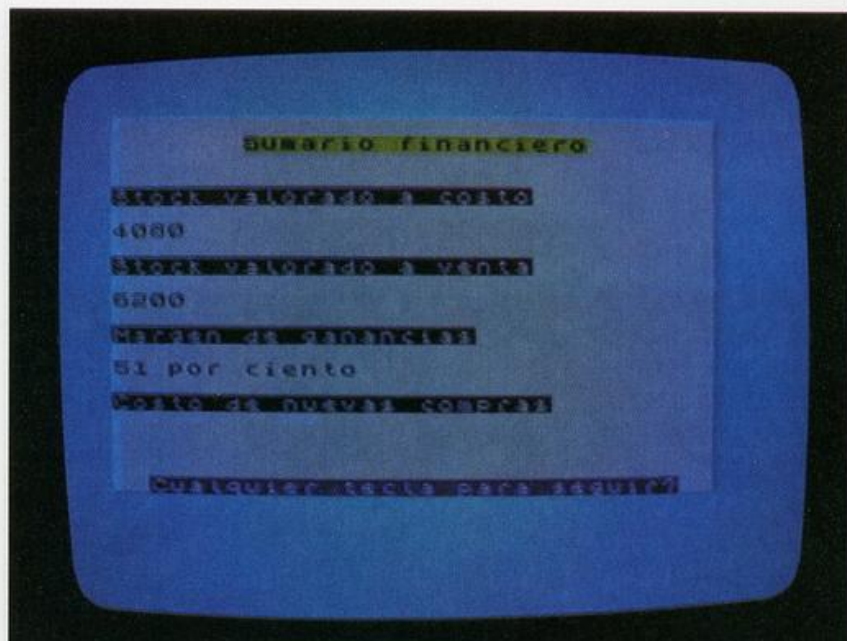 Sumario financiero
Stock valorado a costo
4080
Stock valorado a venta
6200
Margen de ganancias
51 por ciento
Costo de nuevas compras
Cualquier tecla para seguir?